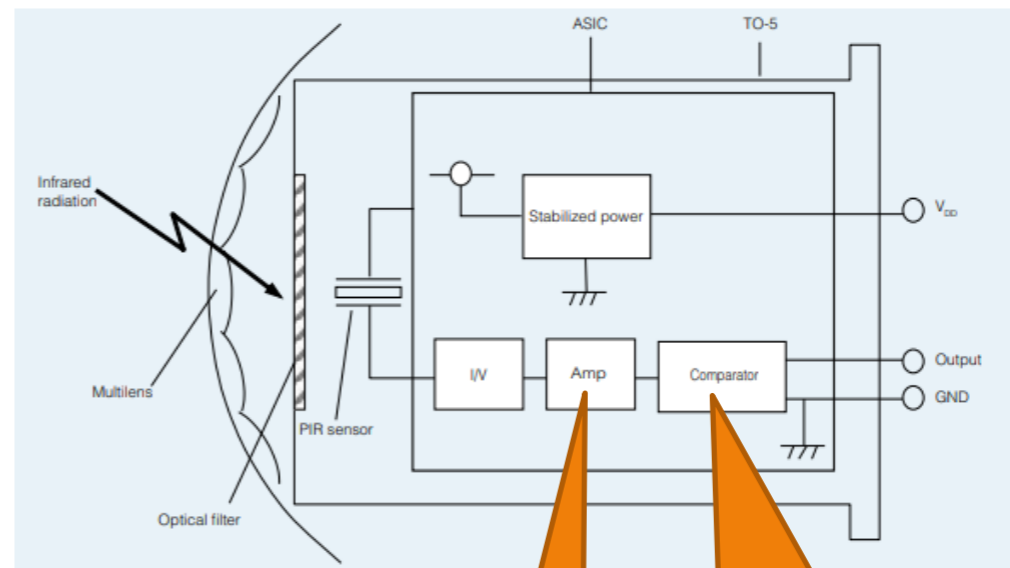 ASIC
TO-5
Infrared
radiation
Stabilized power
VDD
I/V
Amp
Comparator
Output
GND
Multilens
PIR sensor
Optical filter